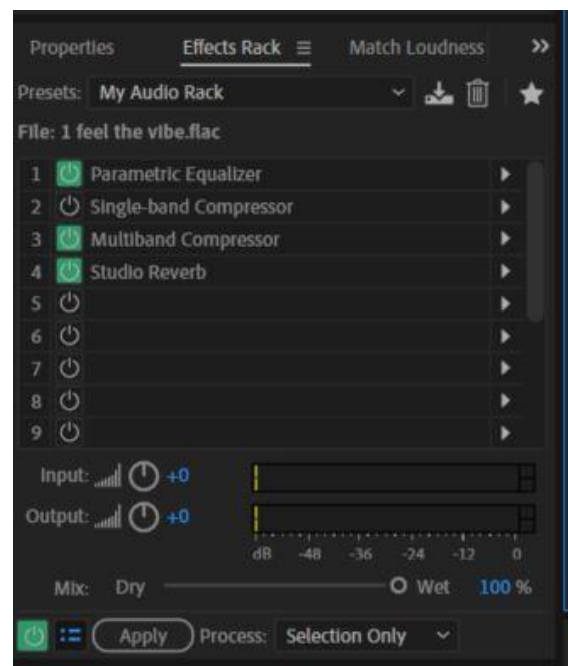 Properties Effects Rack Match Loudness
Presets: My Audio Rack
File: 1 feel the vibe.flac
1 Parametric Equalizer
2 Single-band Compressor
3 Multiband Compressor
4 Studio Reverb
5
6
7
8
9
Input: +0
Output: +0
dB -48 -36 -24 -12 0
Mix: Dry Wet 100 %
Apply Process: Selection Only